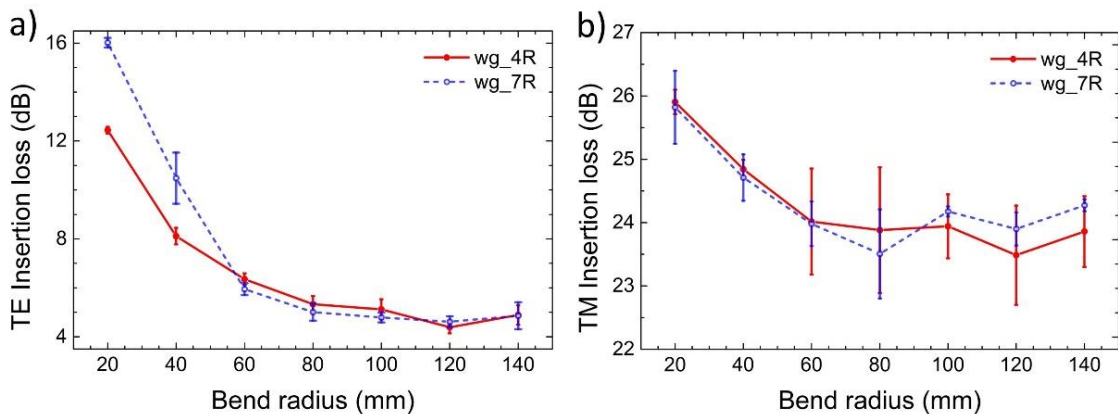 a)
TE Insertion loss (dB)
16
12
8
4
wg_4R
wg_7R
20 40 60 80 100 120 140
Bend radius (mm)
b)
TM Insertion loss (dB)
27
26
25
24
23
22
wg_4R
wg_7R
20 40 60 80 100 120 140
Bend radius (mm)